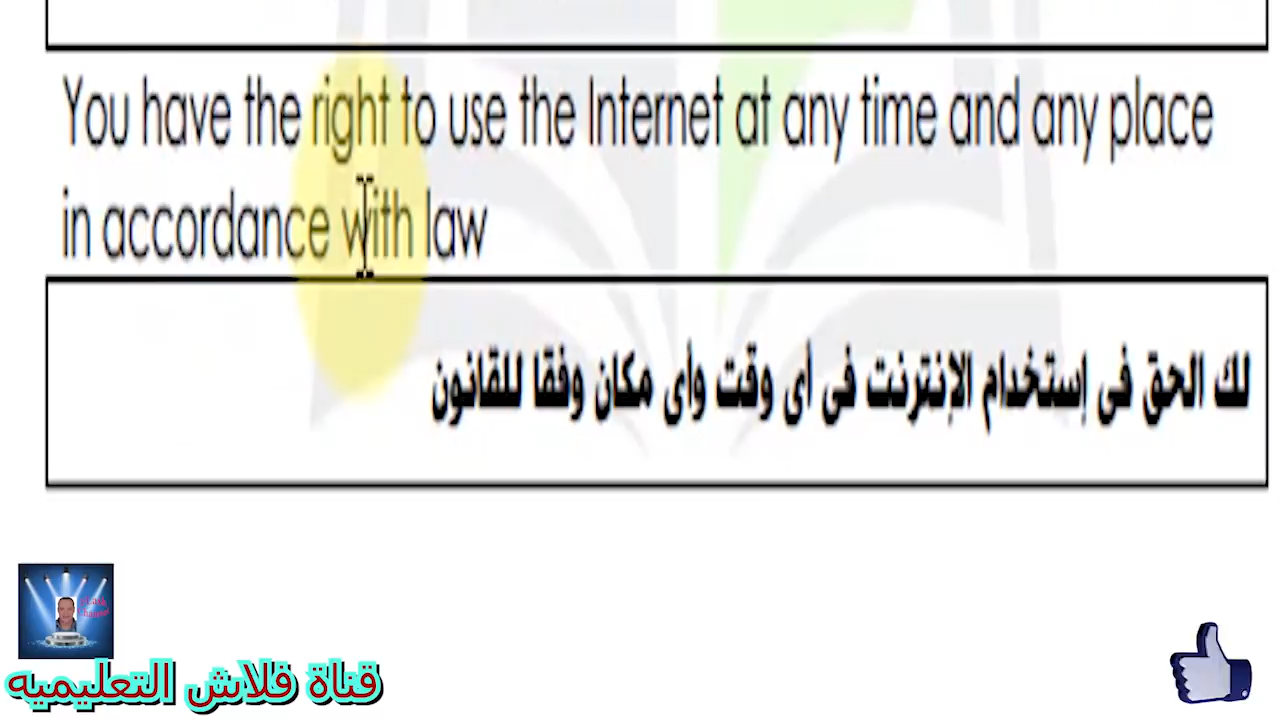 You have the right to use the Internet at any time and any place
in accordance with law
لك الحق فى إستخدام الإنترنت فى أى وقت وأى مكان وفقا للقانون
قناة فلاش التعليميه